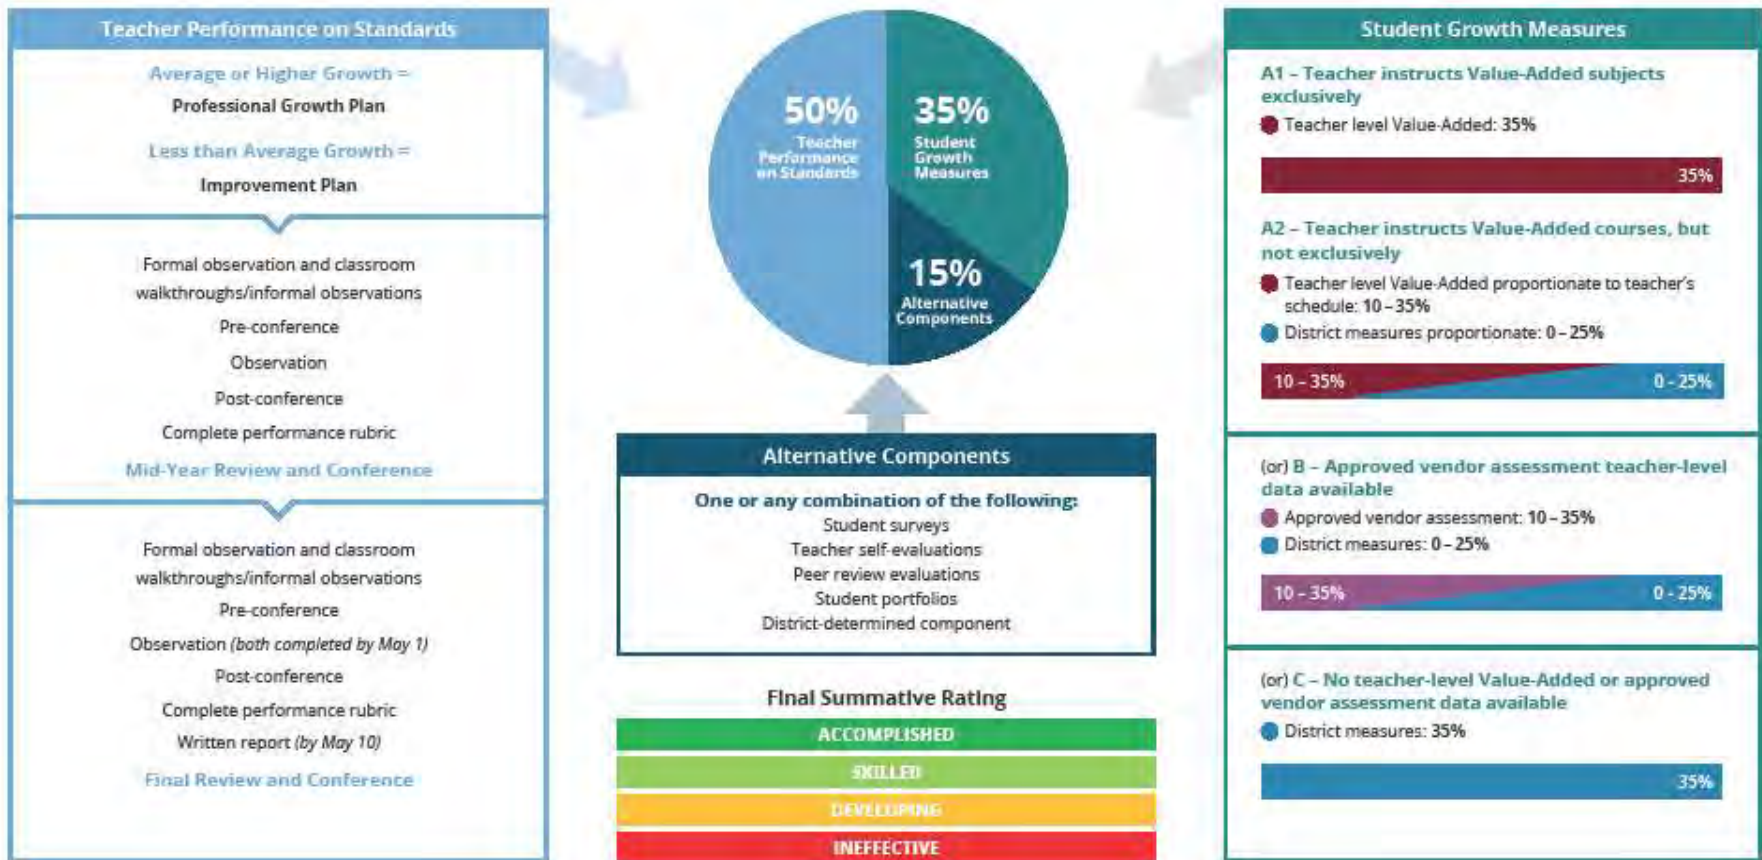 Teacher Performance on Standards
Average or Higher Growth =
Professional Growth Plan
Less than Average Growth =
Improvement Plan
Formal observation and classroom
walkthroughs/informal observations
Pre-conference
Observation
Post-conference
Complete performance rubric
Mid-Year Review and Conference
Formal observation and classroom
walkthroughs/informal observations
Pre-conference
Observation (both completed by May 1)
Post-conference
Complete performance rubric
Written report (by May 10)
Final Review and Conference
50%
Teacher
Performance
on Standards
35%
Student
Growth
Measures
15%
Alternative
Components
Alternative Components
One or any combination of the following:
Student surveys
Teacher self-evaluations
Peer review evaluations
Student portfolios
District-determined component
Final Summative Rating
ACCOMPLISHED
SKILLED
DEVELOPING
INEFFECTIVE
Student Growth Measures
A1 – Teacher instructs Value-Added subjects
exclusively
Teacher level Value-Added: 35%
35%
A2 – Teacher instructs Value-Added courses, but
not exclusively
Teacher level Value-Added proportionate to teacher's
schedule: 10 – 35%
District measures proportionate: 0 – 25%
10 – 35%
0 - 25%
(or) B – Approved vendor assessment teacher-level
data available
Approved vendor assessment: 10 – 35%
District measures: 0 – 25%
10 – 35%
0 - 25%
(or) C – No teacher-level Value-Added or approved
vendor assessment data available
District measures: 35%
35%